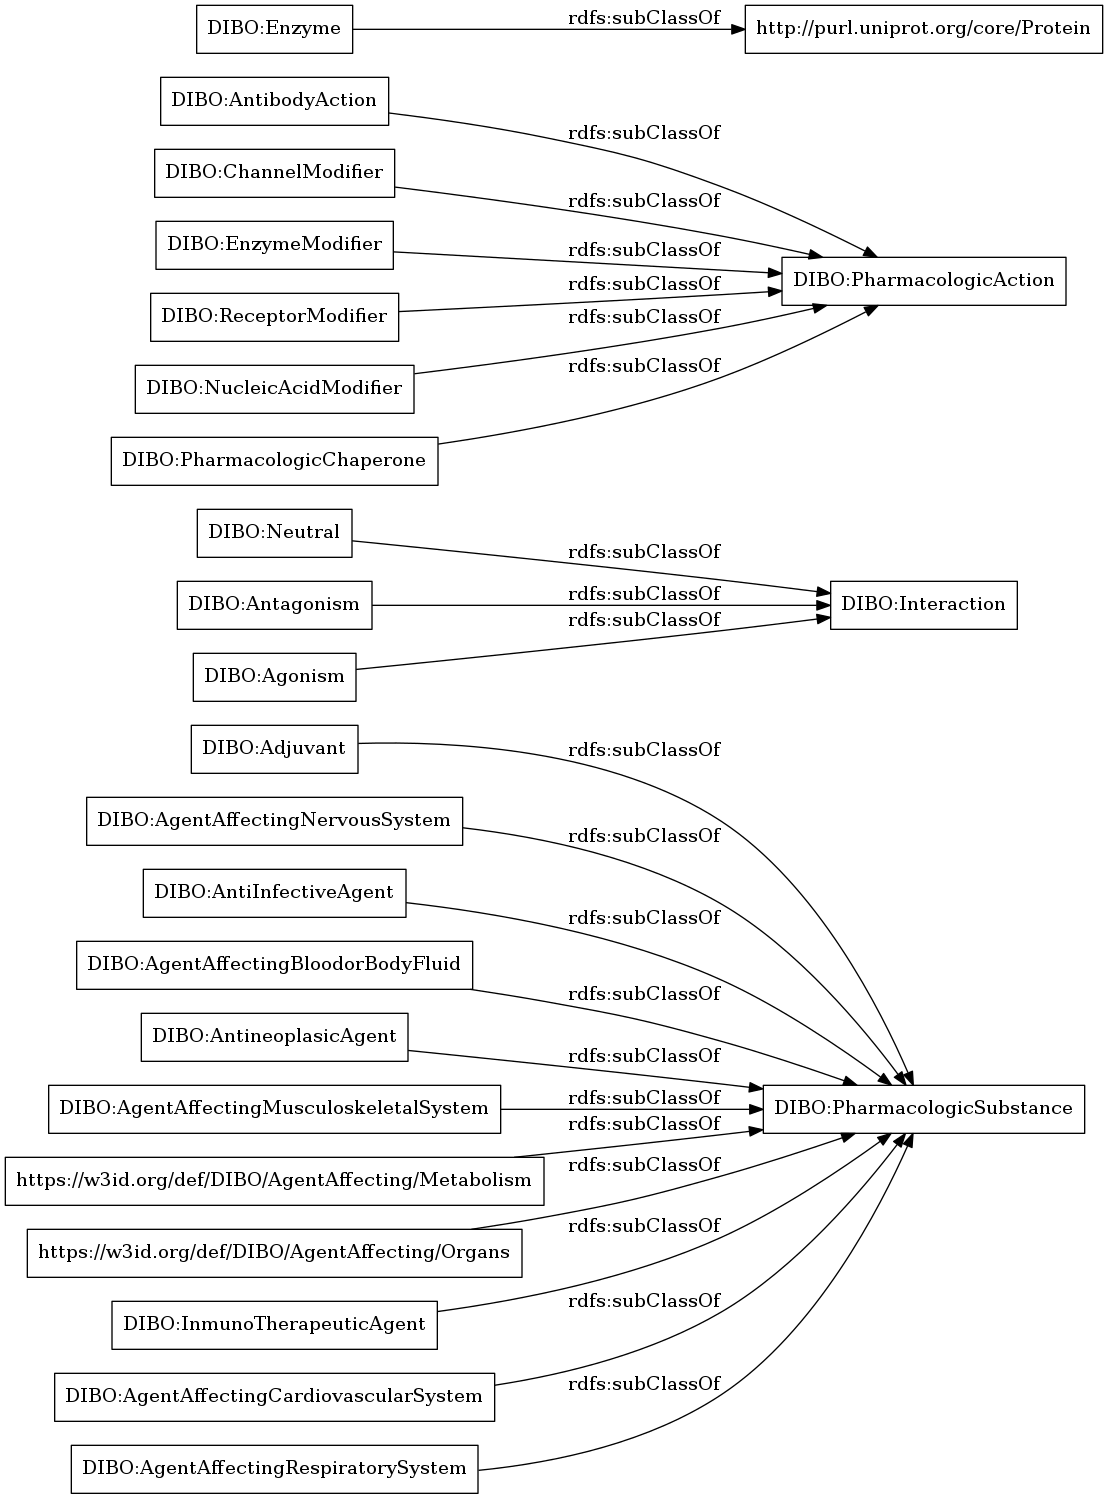 DIBO:Enzyme
rdfs:subClassOf
http://purl.uniprot.org/core/Protein
DIBO:AntibodyAction
rdfs:subClassOf
DIBO:ChannelModifier
rdfs:subClassOf
DIBO:EnzymeModifier
rdfs:subClassOf
DIBO:PharmacologicAction
rdfs:subClassOf
DIBO:ReceptorModifier
rdfs:subClassOf
DIBO:NucleicAcidModifier
rdfs:subClassOf
DIBO:PharmacologicChaperone
DIBO:Neutral
rdfs:subClassOf
DIBO:Antagonism
rdfs:subClassOf
DIBO:Interaction
rdfs:subClassOf
DIBO:Agonism
DIBO:Adjuvant
rdfs:subClassOf
DIBO:AgentAffectingNervousSystem
rdfs:subClassOf
DIBO:AntiInfectiveAgent
rdfs:subClassOf
DIBO:AgentAffectingBloodorBodyFluid
rdfs:subClassOf
DIBO:AntineoplasicAgent
rdfs:subClassOf
DIBO:AgentAffectingMusculoskeletalSystem
rdfs:subClassOf
DIBO:PharmacologicSubstance
rdfs:subClassOf
https://w3id.org/def/DIBO/AgentAffecting/Metabolism
rdfs:subClassOf
https://w3id.org/def/DIBO/AgentAffecting/Organs
rdfs:subClassOf
DIBO:InmunoTherapeuticAgent
rdfs:subClassOf
DIBO:AgentAffectingCardiovascularSystem
rdfs:subClassOf
DIBO:AgentAffectingRespiratorySystem